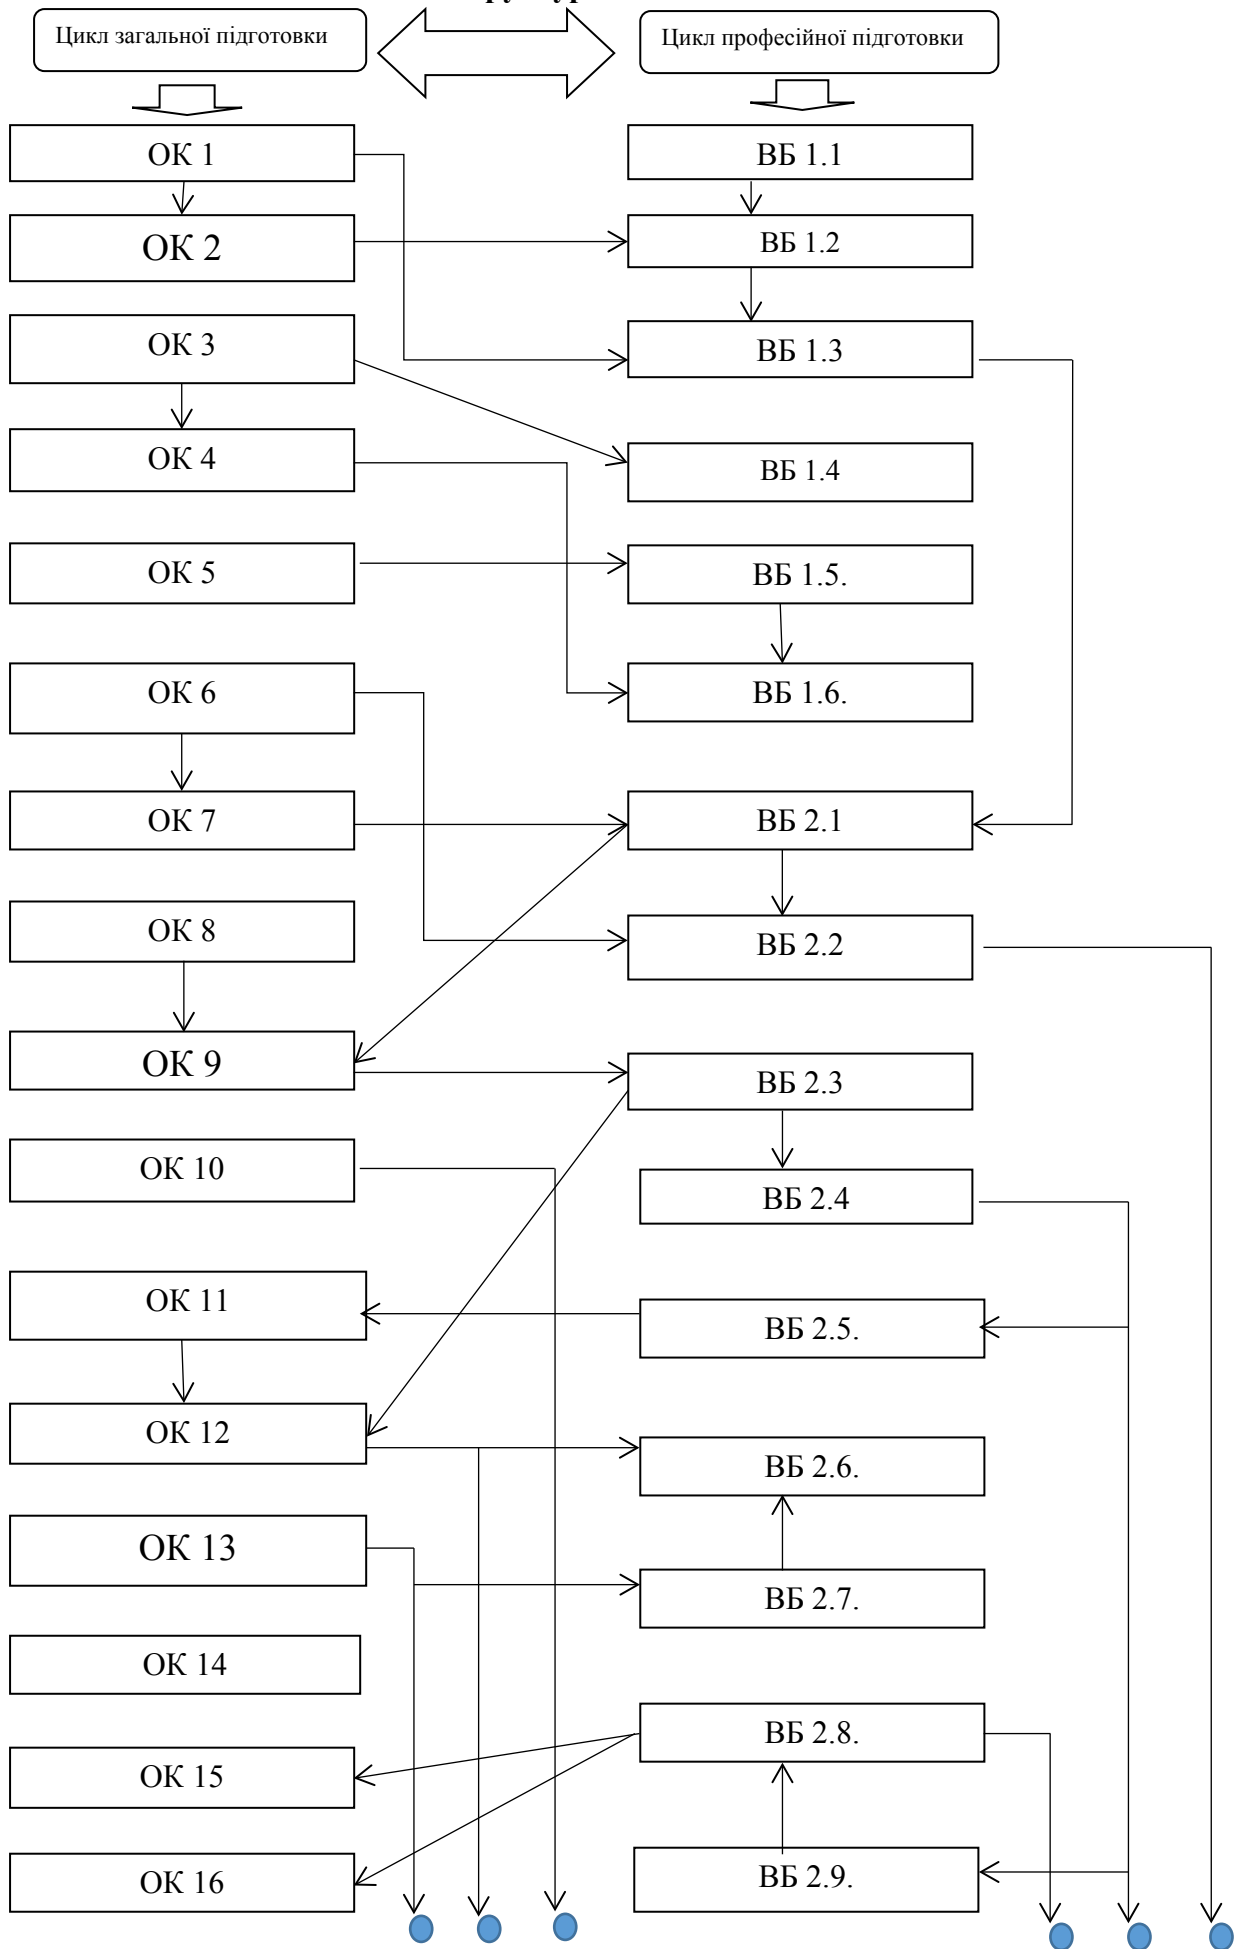 Цикл загальної підготовки
Цикл професійної підготовки
ОК 1
ВБ 1.1
ОК 2
ВБ 1.2
ОК 3
ВБ 1.3
ОК 4
ВБ 1.4
ОК 5
ВБ 1.5.
ОК 6
ВБ 1.6.
ОК 7
ВБ 2.1
ОК 8
ВБ 2.2
ОК 9
ВБ 2.3
ОК 10
ВБ 2.4
ОК 11
ВБ 2.5.
ОК 12
ВБ 2.6.
ОК 13
ВБ 2.7.
ОК 14
ВБ 2.8.
ОК 15
ОК 16
ВБ 2.9.